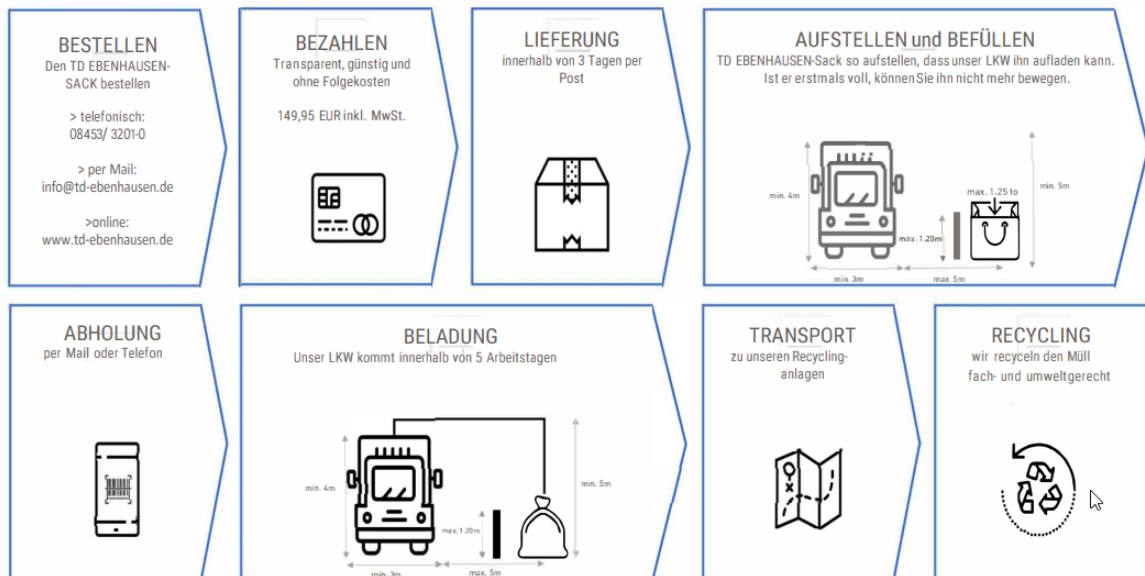 BESTELLEN
Den TD EBENHAUSEN-
SACK bestellen
> telefonisch:
08453/ 3201-0
> per Mail:
info@td-ebenhausen.de
>online:
www.td-ebenhausen.de
BEZAHLEN
Transparent, günstig und
ohne Folgekosten
149,95 EUR inkl. MwSt.
LIEFERUNG
innerhalb von 3 Tagen per
Post
AUFSTELLEN und BEFÜLLEN
TD EBENHAUSEN-Sack so aufstellen, dass unser LKW ihn aufladen kann.
Ist er erstmals voll, können Sie ihn nicht mehr bewegen.
min. 4m
max. 1.25 to
min. 5m
max. 1.20m
min. 3m
max. 5m
ABHOLUNG
per Mail oder Telefon
BELADUNG
Unser LKW kommt innerhalb von 5 Arbeitstagen
min. 4m
min. 5m
max. 1.20m
min. 3m
max. 5m
TRANSPORT
zu unseren Recycling-
anlagen
RECYCLING
wir recyceln den Müll
fach- und umweltgerecht